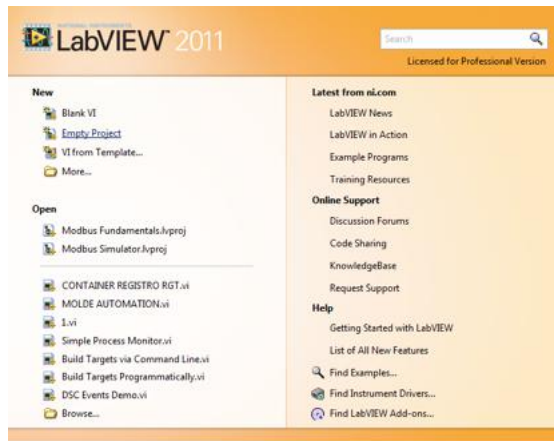 NATIONAL INSTRUMENTS
LabVIEW™ 2011
Search
Licensed for Professional Version
New
Blank VI
Empty Project
VI from Template...
More...
Open
Modbus Fundamentals.lvproj
Modbus Simulator.lvproj
CONTAINER REGISTRO RGT.vi
MOLDE AUTOMATION.vi
1.vi
Simple Process Monitor.vi
Build Targets via Command Line.vi
Build Targets Programmatically.vi
DSC Events Demo.vi
Browse...
Latest from ni.com
LabVIEW News
LabVIEW in Action
Example Programs
Training Resources
Online Support
Discussion Forums
Code Sharing
KnowledgeBase
Request Support
Help
Getting Started with LabVIEW
List of All New Features
Find Examples...
Find Instrument Drivers...
Find LabVIEW Add-ons...